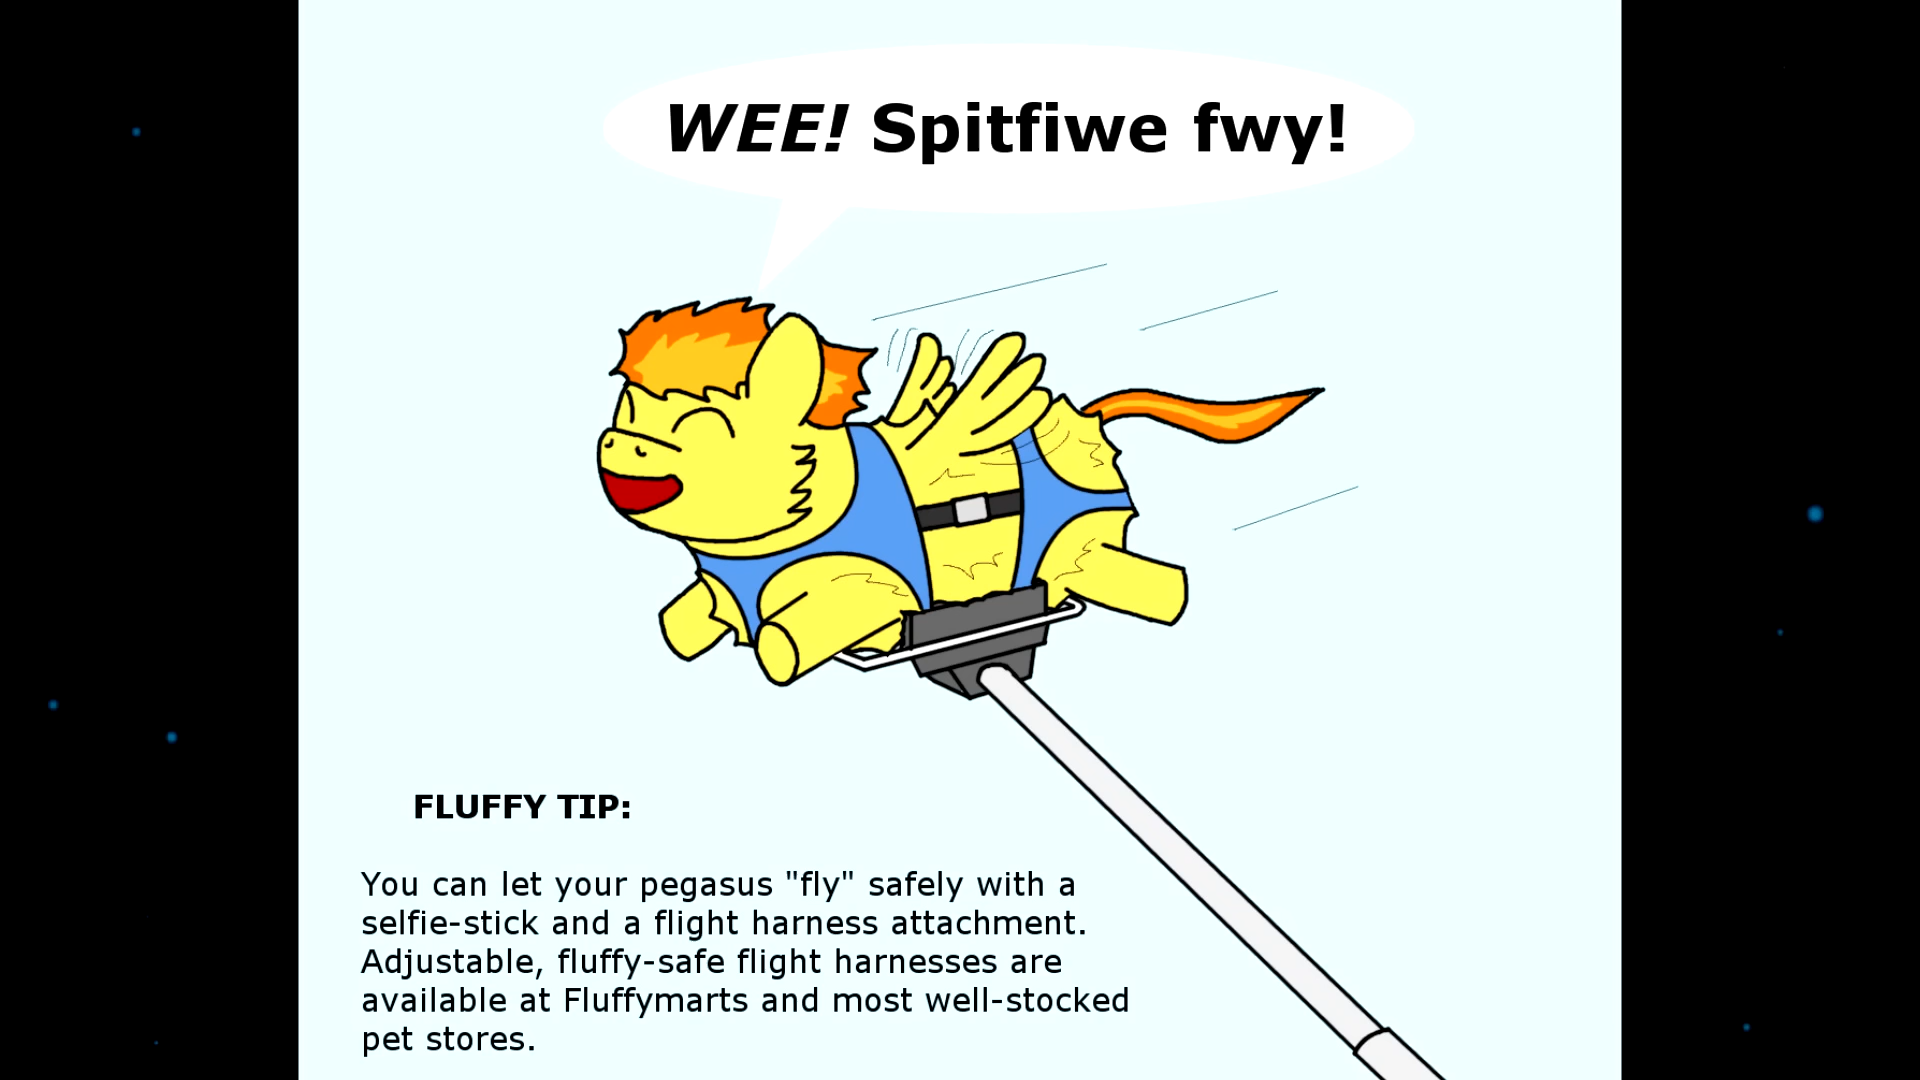 WEE! Spitfiwe fwy!
FLUFFY TIP:
You can let your pegasus "fly" safely with a
selfie-stick and a flight harness attachment.
Adjustable, fluffy-safe flight harnesses are
available at Fluffymarts and most well-stocked
pet stores.